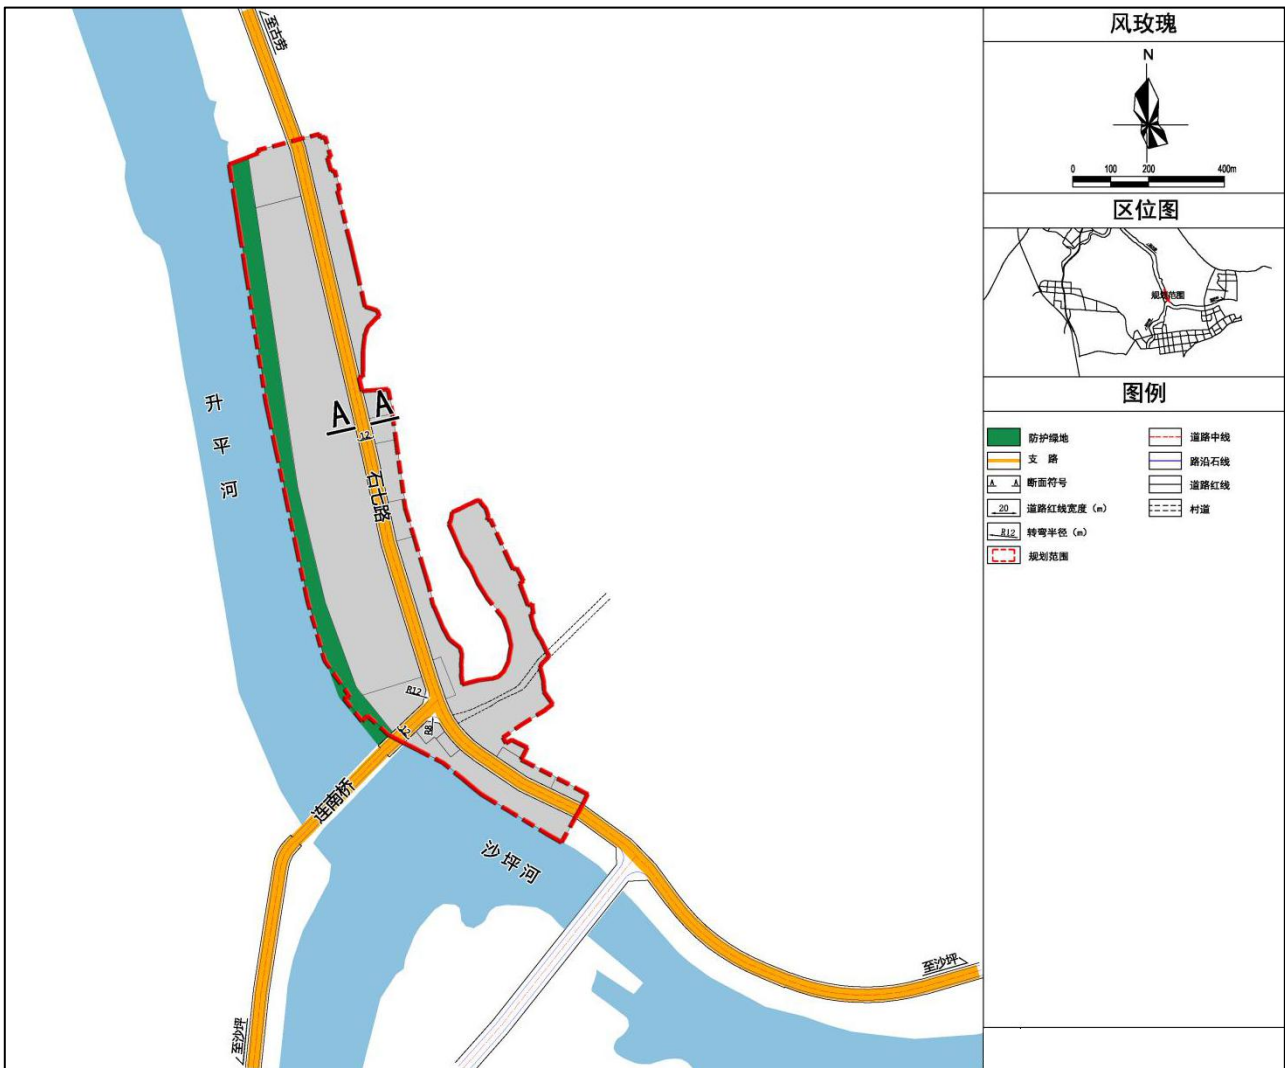 至古劳
升平河
A A
12
石七路
R12
12
R8
连南桥
沙坪河
至沙坪
至沙坪
风玫瑰
N
0 100 200 400m
区位图
规划范围
图例
防护绿地
支 路
A A 断面符号
20 道路红线宽度（m）
R12 转弯半径（m）
规划范围
道路中线
路沿石线
道路红线
村道